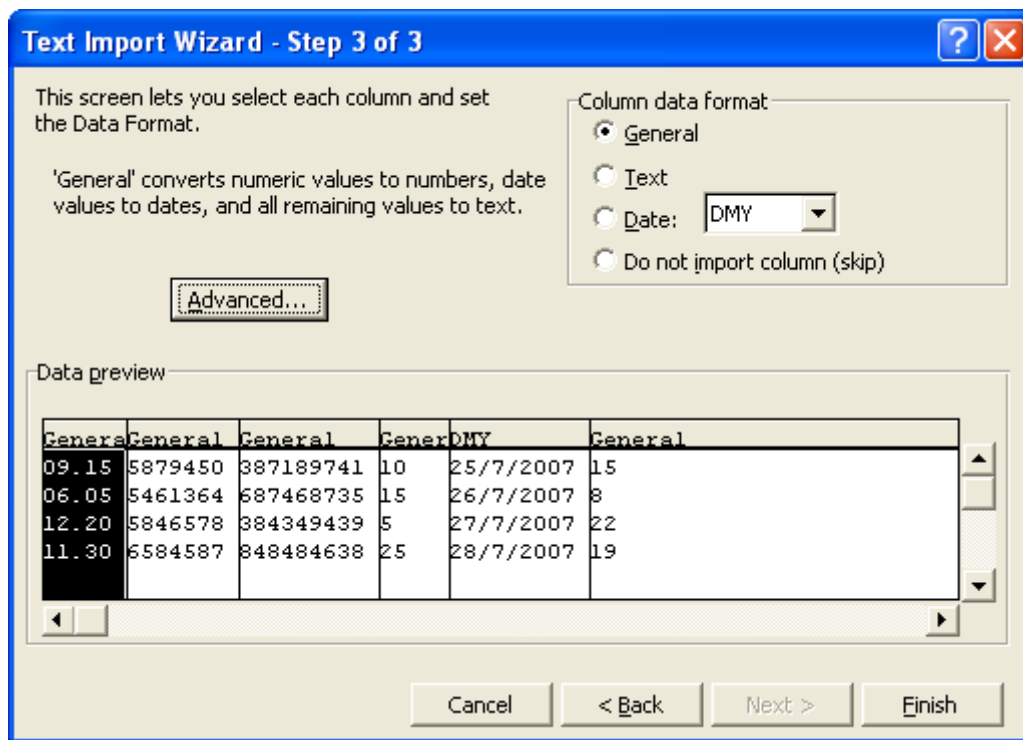 Text Import Wizard - Step 3 of 3
This screen lets you select each column and set
the Data Format.
'General' converts numeric values to numbers, date
values to dates, and all remaining values to text.
Advanced...
Column data format
General
Text
Date: DMY
Do not import column (skip)
Data preview
Genera General General Gener DMY General
09.15 5879450 387189741 10 25/7/2007 15
06.05 5461364 687468735 15 26/7/2007 8
12.20 5846578 384349439 5 27/7/2007 22
11.30 6584587 848484638 25 28/7/2007 19
Cancel < Back Next > Finish